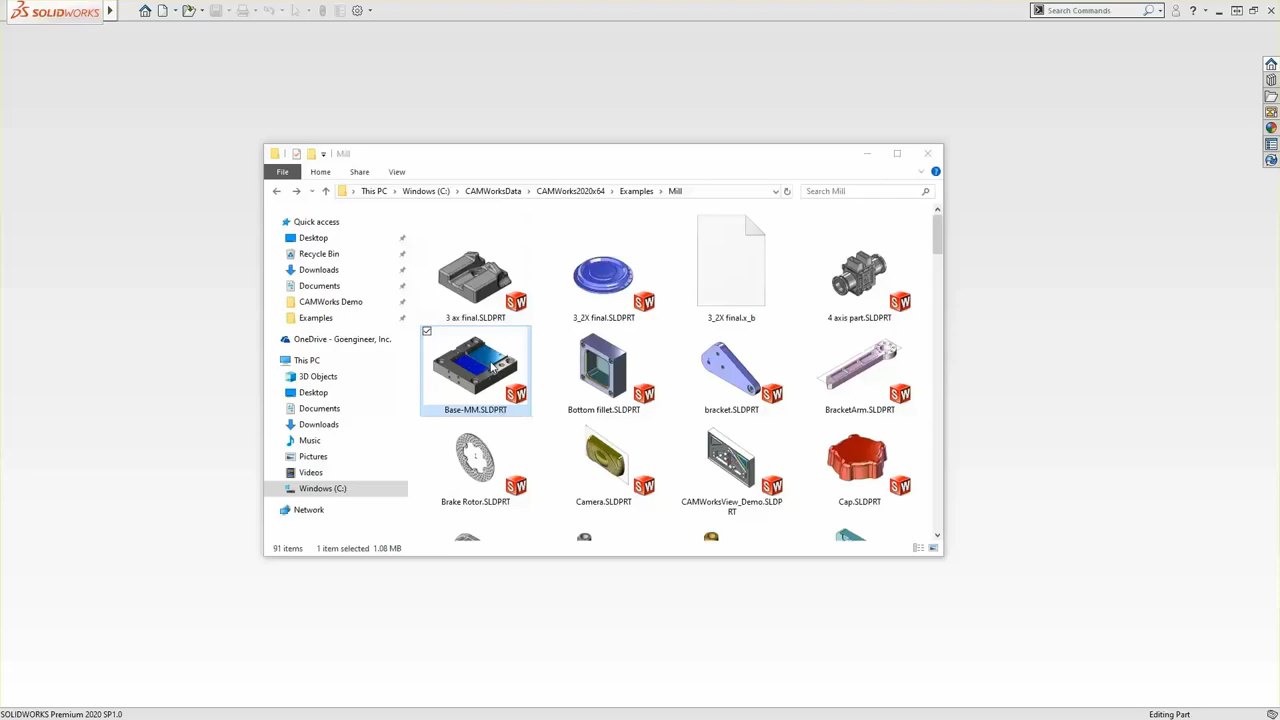 SOLIDWORKS
Search Commands
Mill
File Home Share View
This PC Windows (C:) CAMWorksData CAMWorks2020x64 Examples Mill
Search Mill
Quick access
Desktop
Recycle Bin
Downloads
Documents
CAMWorks Demo
Examples
OneDrive - Goengineer, Inc.
This PC
3D Objects
Desktop
Documents
Downloads
Music
Pictures
Videos
Windows (C:)
Network
3 ax final.SLDPRT
3_2X final.SLDPRT
3_2X final.x_b
4 axis part.SLDPRT
Base-MM.SLDPRT
Bottom fillet.SLDPRT
bracket.SLDPRT
BracketArm.SLDPRT
Brake Rotor.SLDPRT
Camera.SLDPRT
CAMWorksView_Demo.SLDP
RT
Cap.SLDPRT
91 items 1 item selected 1.08 MB
SOLIDWORKS Premium 2020 SP1.0
Editing Part